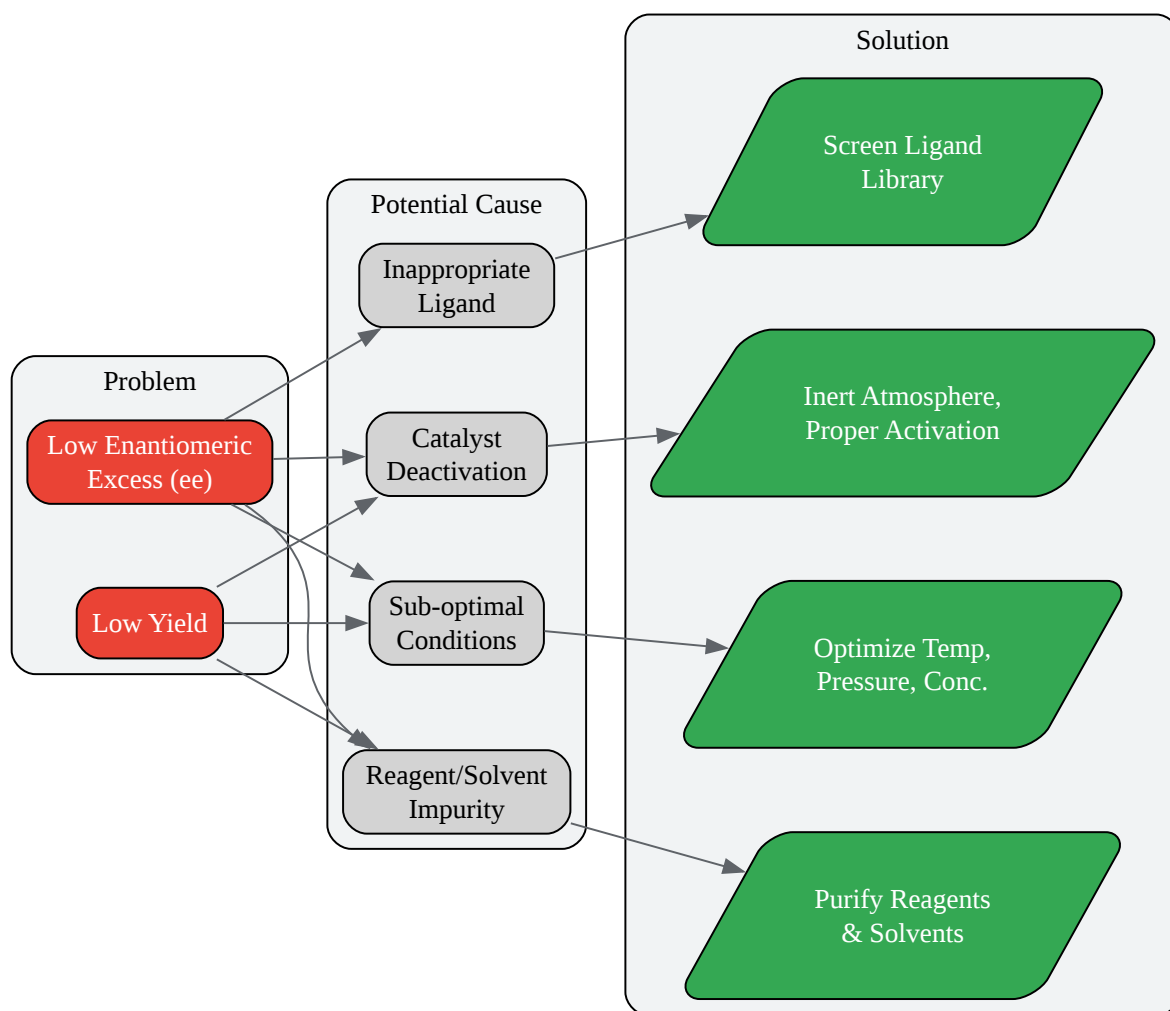 Problem
Low Enantiomeric
Excess (ee)
Low Yield
Potential Cause
Inappropriate
Ligand
Catalyst
Deactivation
Sub-optimal
Conditions
Reagent/Solvent
Impurity
Solution
Screen Ligand
Library
Inert Atmosphere,
Proper Activation
Optimize Temp,
Pressure, Conc.
Purify Reagents
& Solvents